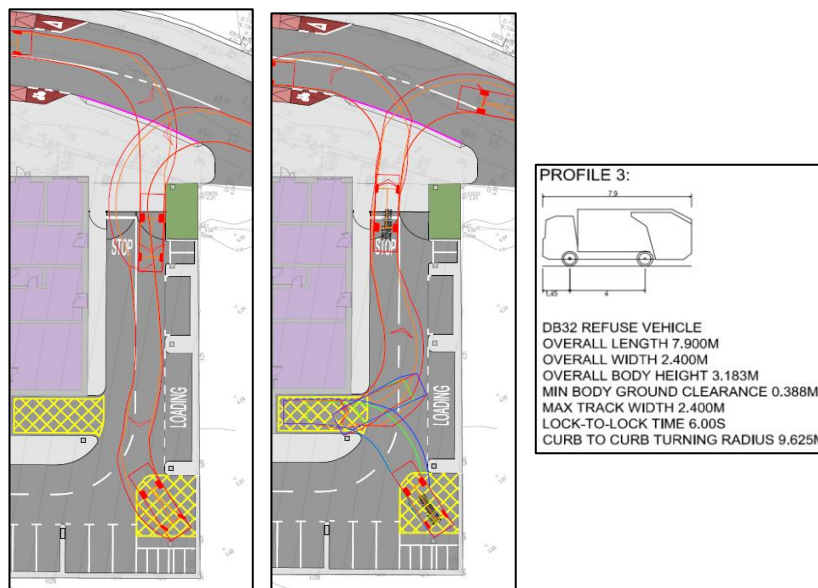 STOP
LOADING
STOP
LOADING
PROFILE 3:
7.9
1.45
4
DB32 REFUSE VEHICLE
OVERALL LENGTH 7.900M
OVERALL WIDTH 2.400M
OVERALL BODY HEIGHT 3.183M
MIN BODY GROUND CLEARANCE 0.388M
MAX TRACK WIDTH 2.400M
LOCK-TO-LOCK TIME 6.00S
CURB TO CURB TURNING RADIUS 9.625M